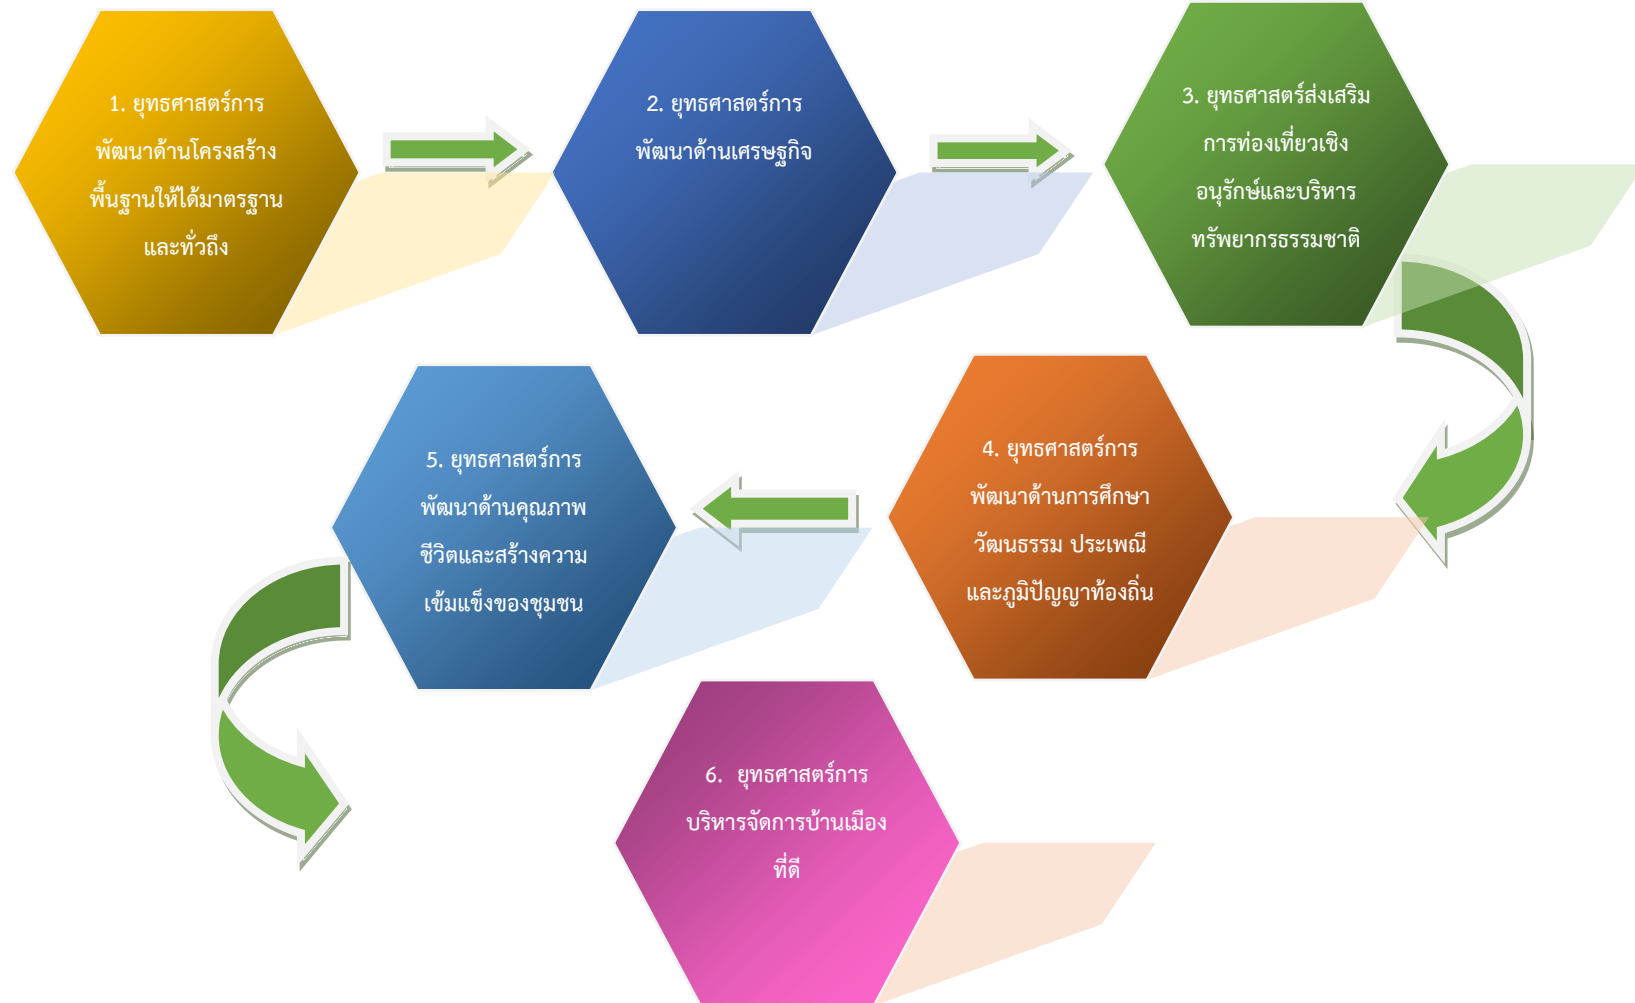 1. ยุทธศาสตร์การ
พัฒนาด้านโครงสร้าง
พื้นฐานให้ได้มาตรฐาน
และทั่วถึง
2. ยุทธศาสตร์การ
พัฒนาด้านเศรษฐกิจ
3. ยุทธศาสตร์ส่งเสริม
การท่องเที่ยวเชิง
อนุรักษ์และบริหาร
ทรัพยากรธรรมชาติ
4. ยุทธศาสตร์การ
พัฒนาด้านการศึกษา
วัฒนธรรม ประเพณี
และภูมิปัญญาท้องถิ่น
5. ยุทธศาสตร์การ
พัฒนาด้านคุณภาพ
ชีวิตและสร้างความ
เข้มแข็งของชุมชน
6. ยุทธศาสตร์การ
บริหารจัดการบ้านเมือง
ที่ดี